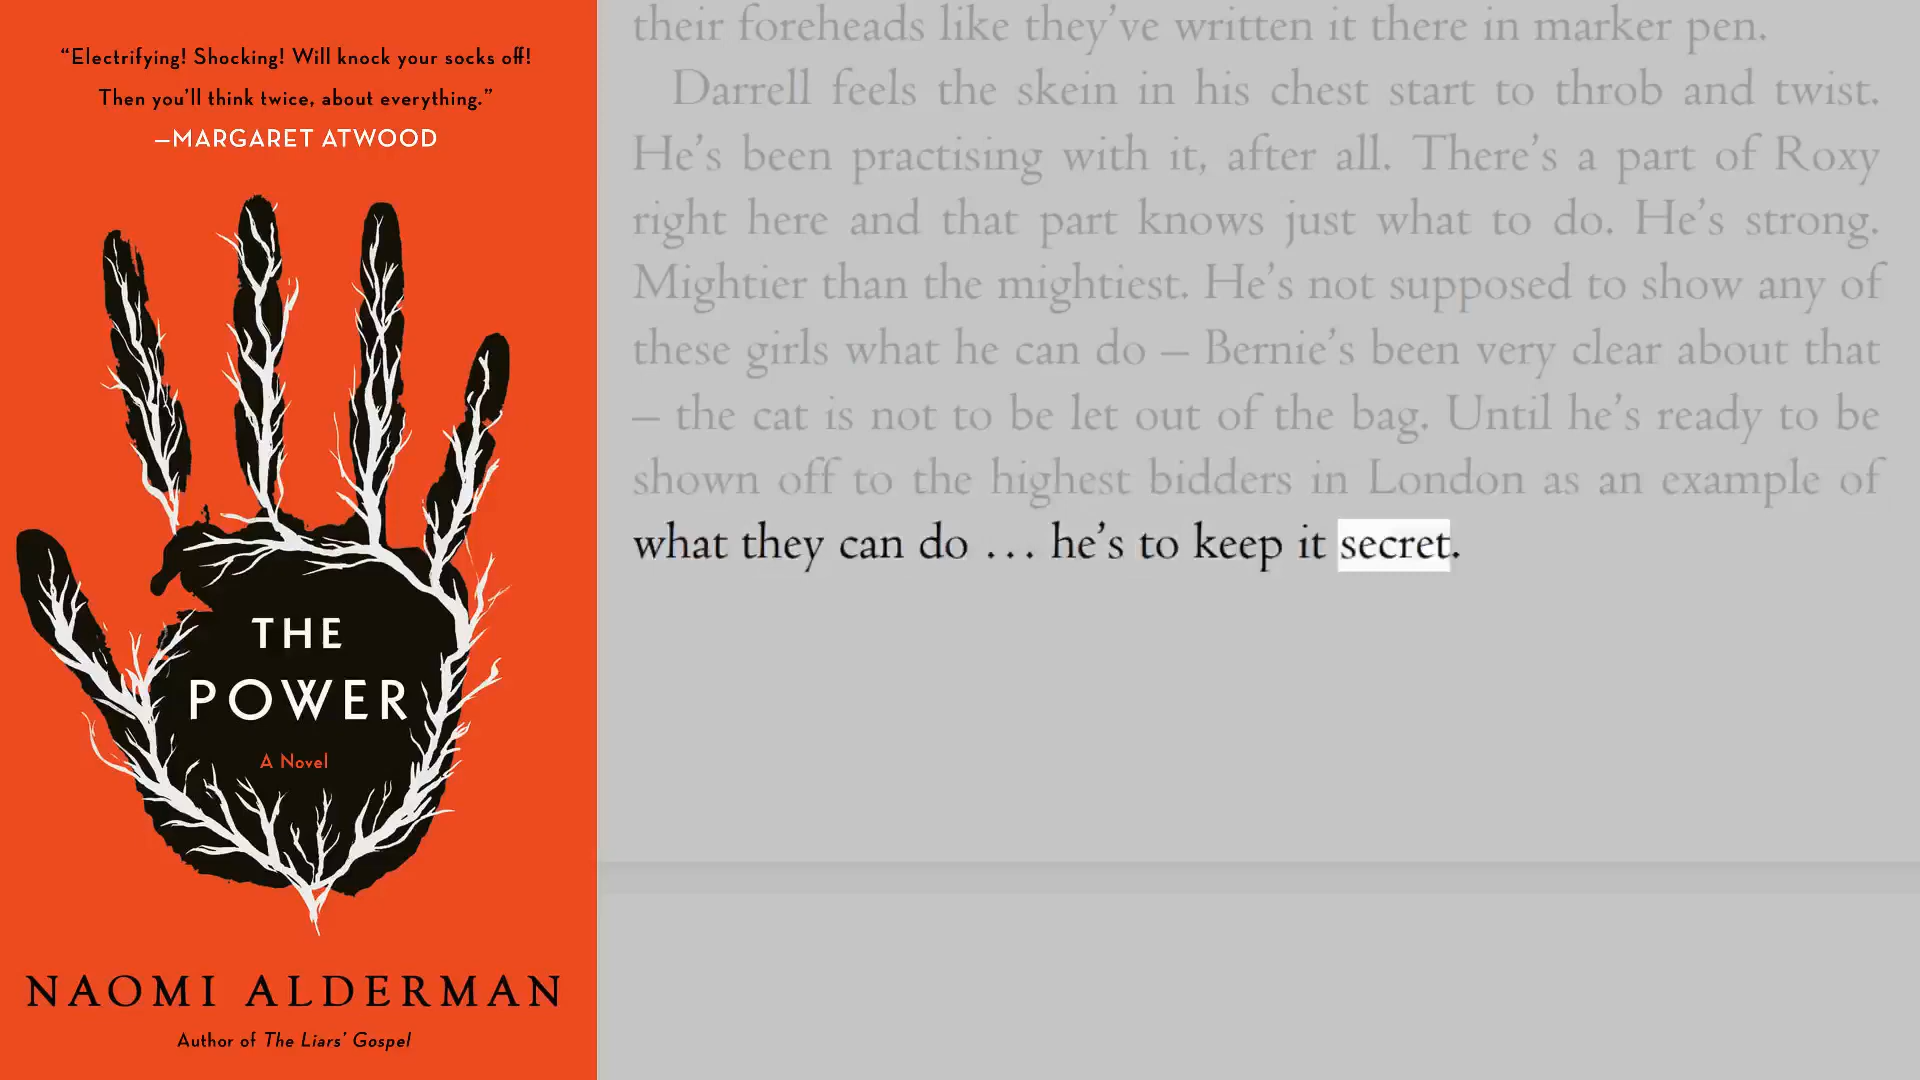 “Electrifying! Shocking! Will knock your socks off!
Then you’ll think twice, about everything.”
—MARGARET ATWOOD
THE
POWER
A Novel
NAOMI ALDERMAN
Author of The Liars’ Gospel
their foreheads like they’ve written it there in marker pen.
Darrell feels the skein in his chest start to throb and twist.
He’s been practising with it, after all. There’s a part of Roxy
right here and that part knows just what to do. He’s strong.
Mightier than the mightiest. He’s not supposed to show any of
these girls what he can do – Bernie’s been very clear about that
– the cat is not to be let out of the bag. Until he’s ready to be
shown off to the highest bidders in London as an example of
what they can do … he’s to keep it secret.